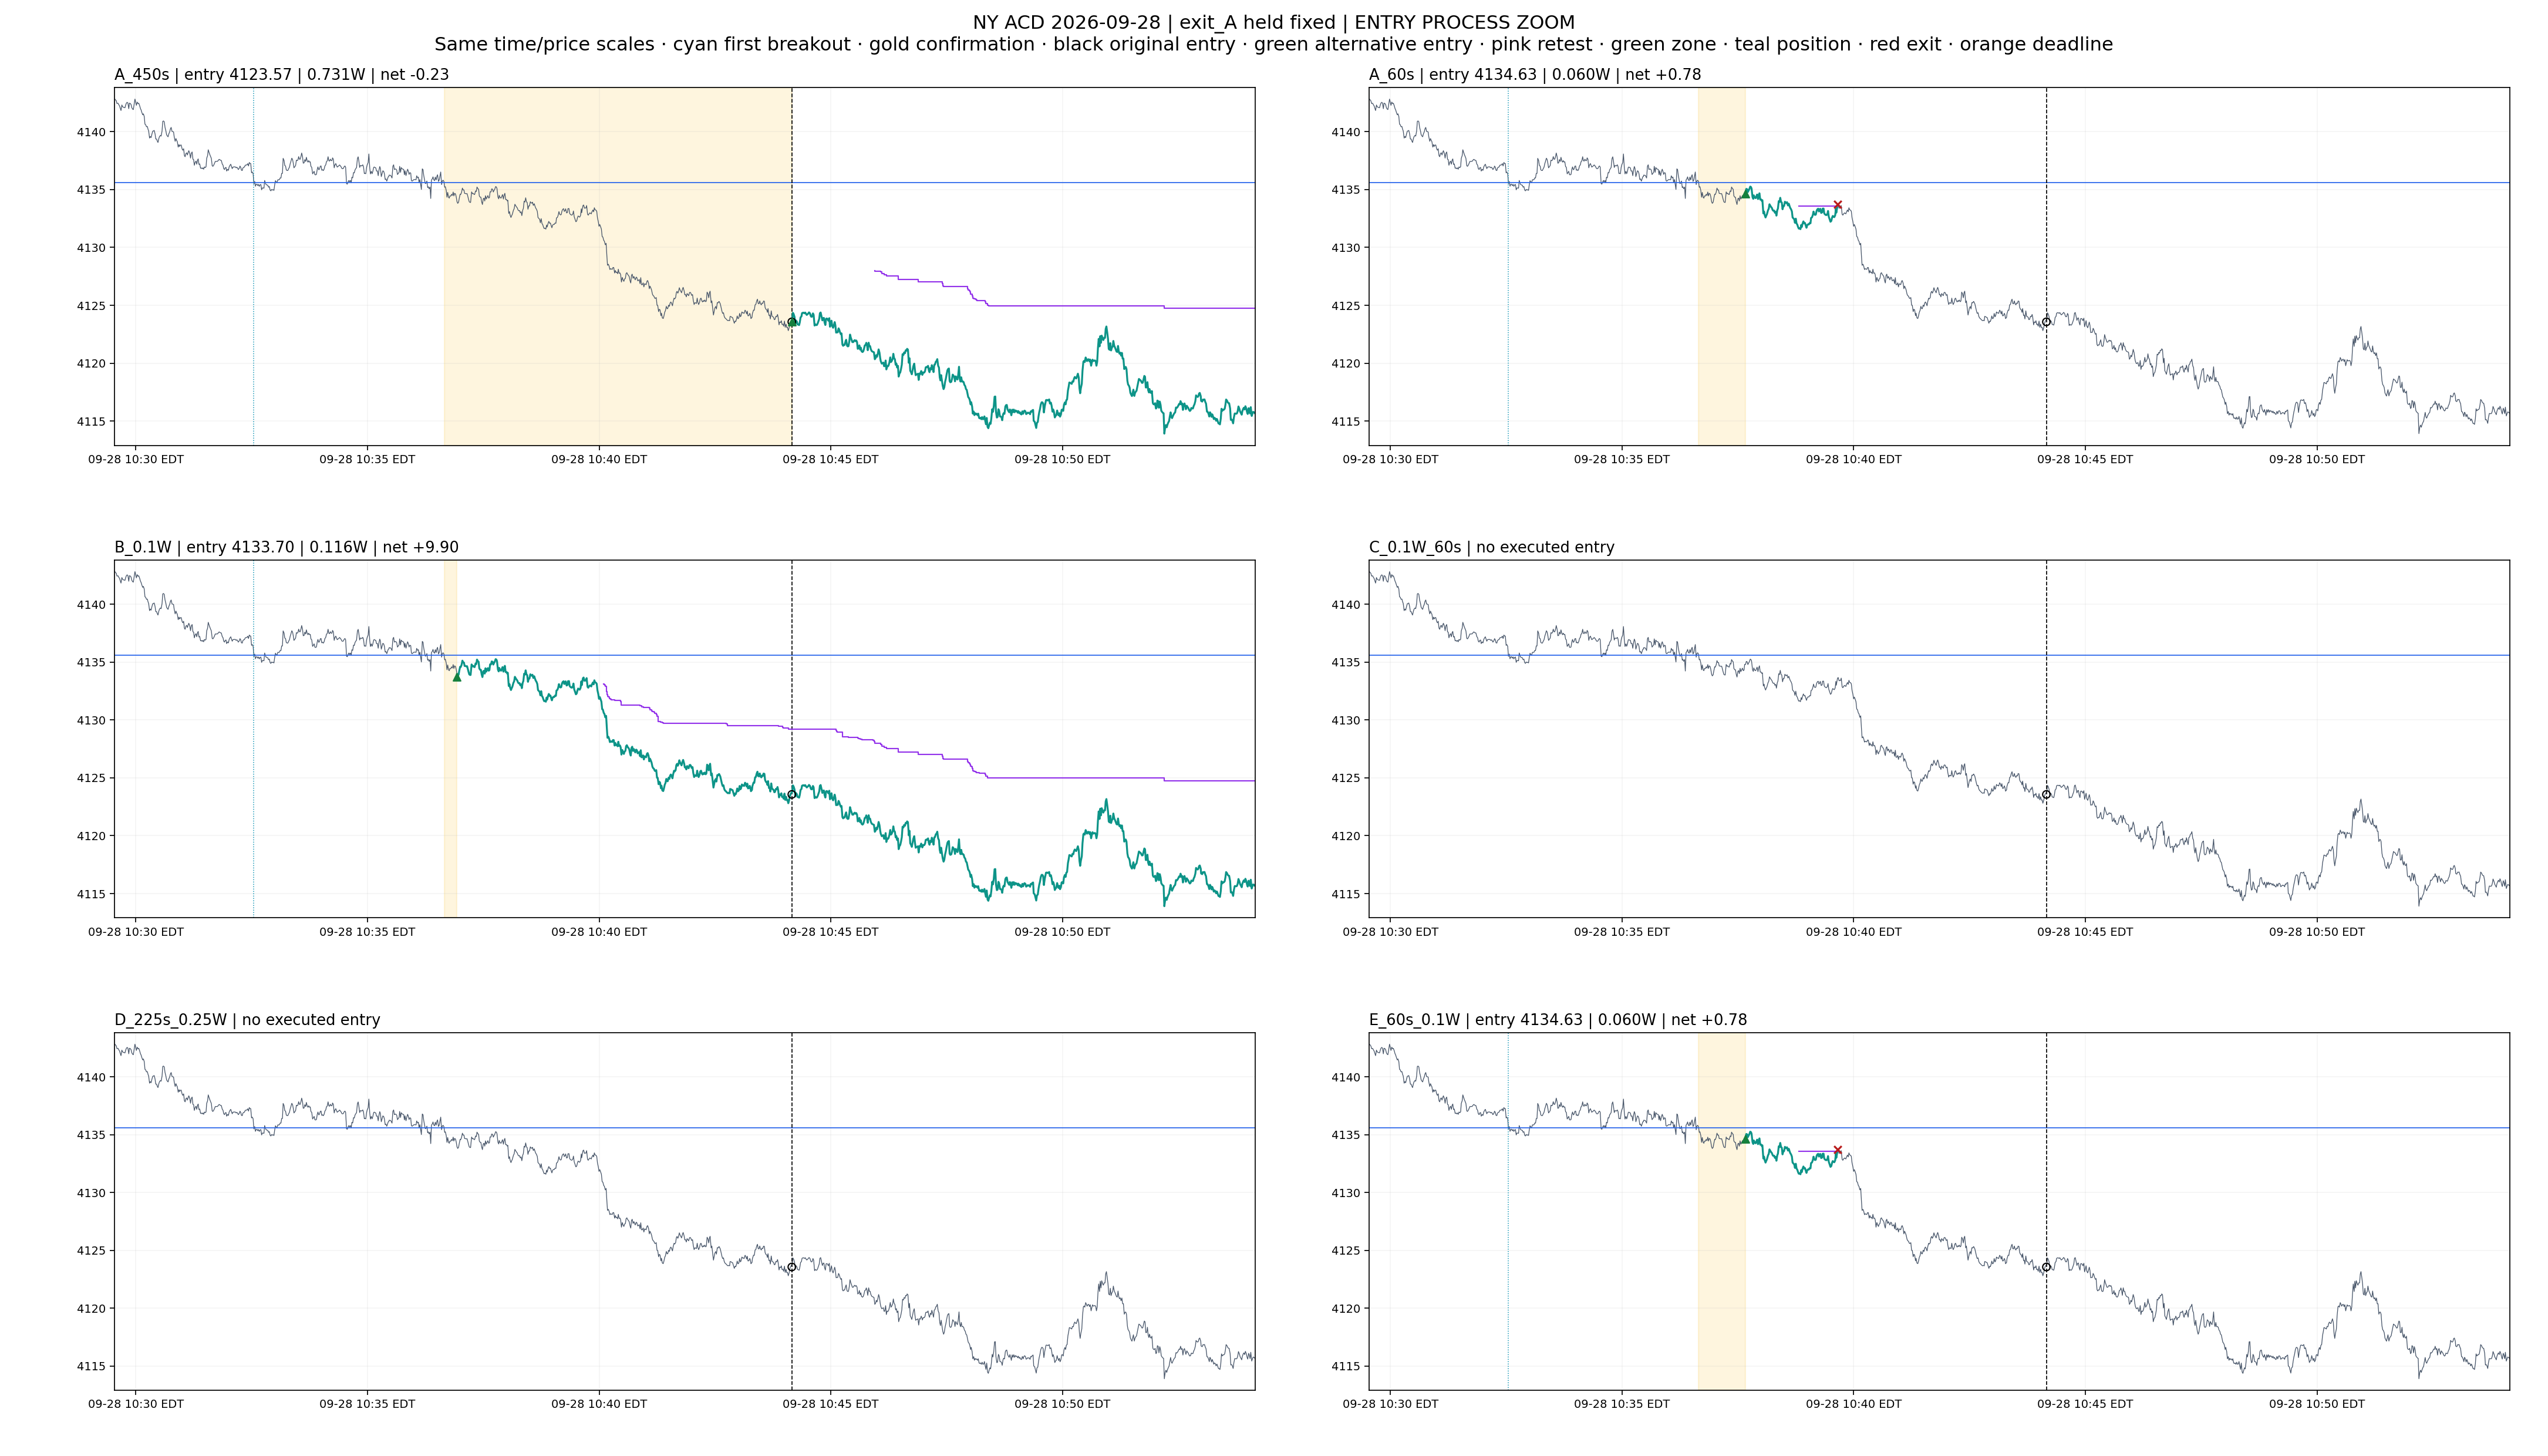 NY ACD 2026-09-28 | exit_A held fixed | ENTRY PROCESS ZOOM
Same time/price scales · cyan first breakout · gold confirmation · black original entry · green alternative entry · pink retest · green zone · teal position · red exit · orange deadline
A_450s | entry 4123.57 | 0.731W | net -0.23
4140
4135
4130
4125
4120
4115
09-28 10:30 EDT
09-28 10:35 EDT
09-28 10:40 EDT
09-28 10:45 EDT
09-28 10:50 EDT
A_60s | entry 4134.63 | 0.060W | net +0.78
4140
4135
4130
4125
4120
4115
09-28 10:30 EDT
09-28 10:35 EDT
09-28 10:40 EDT
09-28 10:45 EDT
09-28 10:50 EDT
B_0.1W | entry 4133.70 | 0.116W | net +9.90
4140
4135
4130
4125
4120
4115
09-28 10:30 EDT
09-28 10:35 EDT
09-28 10:40 EDT
09-28 10:45 EDT
09-28 10:50 EDT
C_0.1W_60s | no executed entry
4140
4135
4130
4125
4120
4115
09-28 10:30 EDT
09-28 10:35 EDT
09-28 10:40 EDT
09-28 10:45 EDT
09-28 10:50 EDT
D_225s_0.25W | no executed entry
4140
4135
4130
4125
4120
4115
09-28 10:30 EDT
09-28 10:35 EDT
09-28 10:40 EDT
09-28 10:45 EDT
09-28 10:50 EDT
E_60s_0.1W | entry 4134.63 | 0.060W | net +0.78
4140
4135
4130
4125
4120
4115
09-28 10:30 EDT
09-28 10:35 EDT
09-28 10:40 EDT
09-28 10:45 EDT
09-28 10:50 EDT